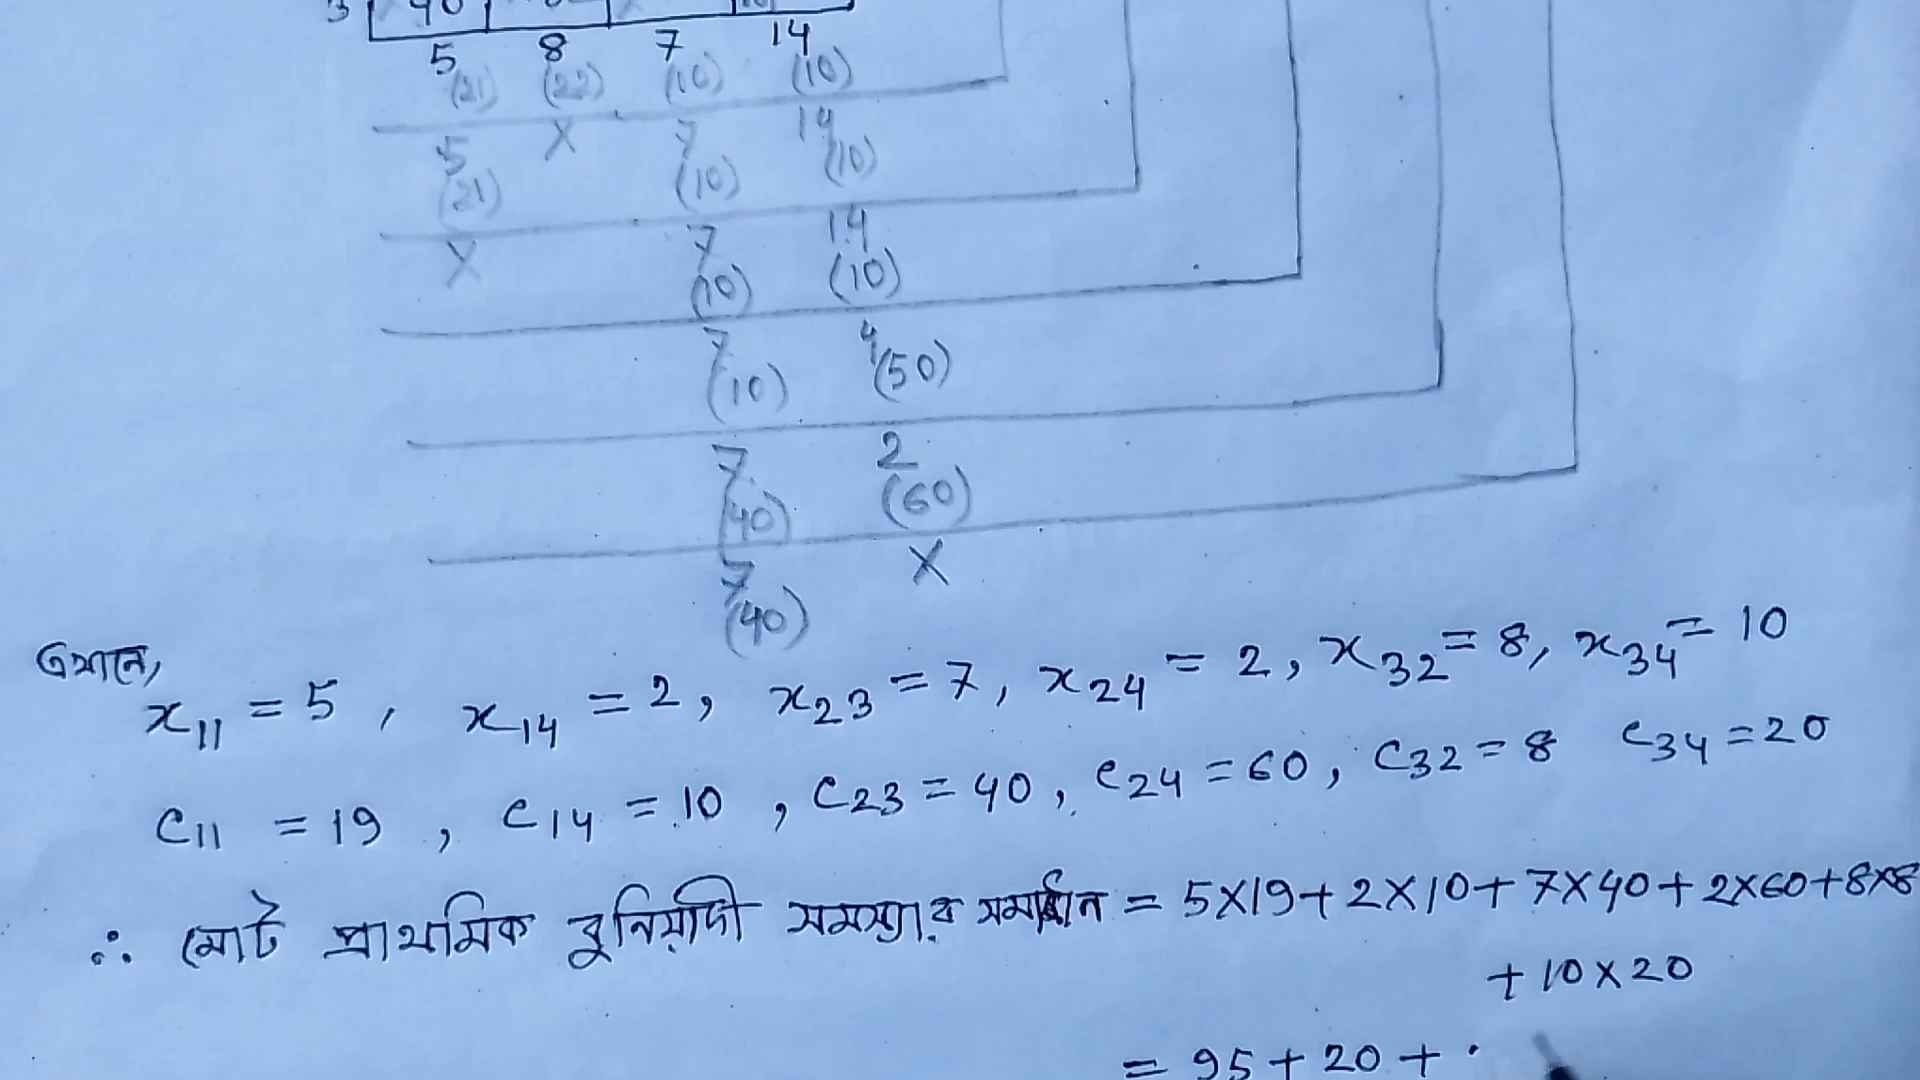 3 40
5 8 7 14
(21) (22) (10) (10)
5 X 7 14
(21) (10) (10)
X 7 14
(10) (10)
7 4
(10) (50)
7 2
(40) (60)
7 X
(40)
এখানে,
x₁₁ = 5, x₁₄ = 2, x₂₃ = 7, x₂₄ = 2, x₃₂ = 8, x₃₄ = 10
c₁₁ = 19, c₁₄ = 10, c₂₃ = 40, c₂₄ = 60, c₃₂ = 8 c₃₄ = 20
∴ মোট প্রাথমিক বুনিয়াদী সমস্যার সমাধান = 5×19+2×10+7×40+2×60+8×8
+10×20
= 95+20+